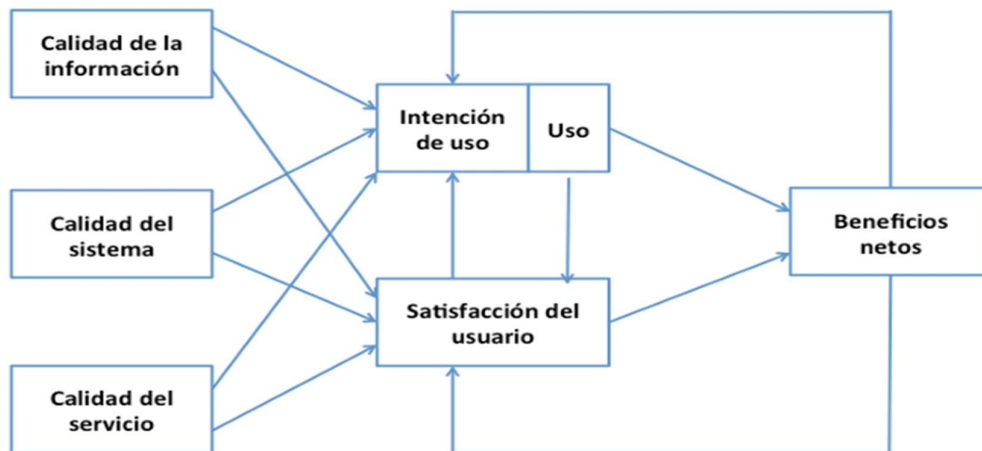 Calidad de la
información
Intención
de uso
Uso
Calidad del
sistema
Beneficios
netos
Satisfacción del
usuario
Calidad del
servicio